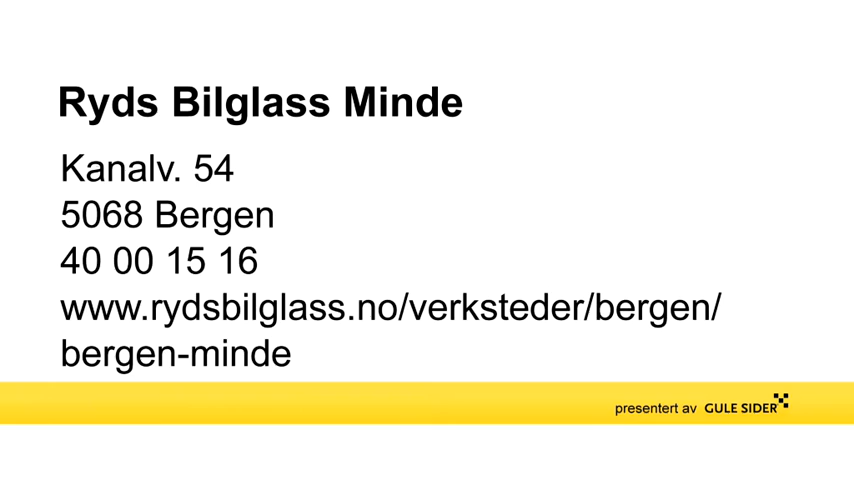 Ryds Bilglass Minde
Kanalv. 54
5068 Bergen
40 00 15 16
www.rydsbilglass.no/verksteder/bergen/
bergen-minde
presentert av GULE SIDER